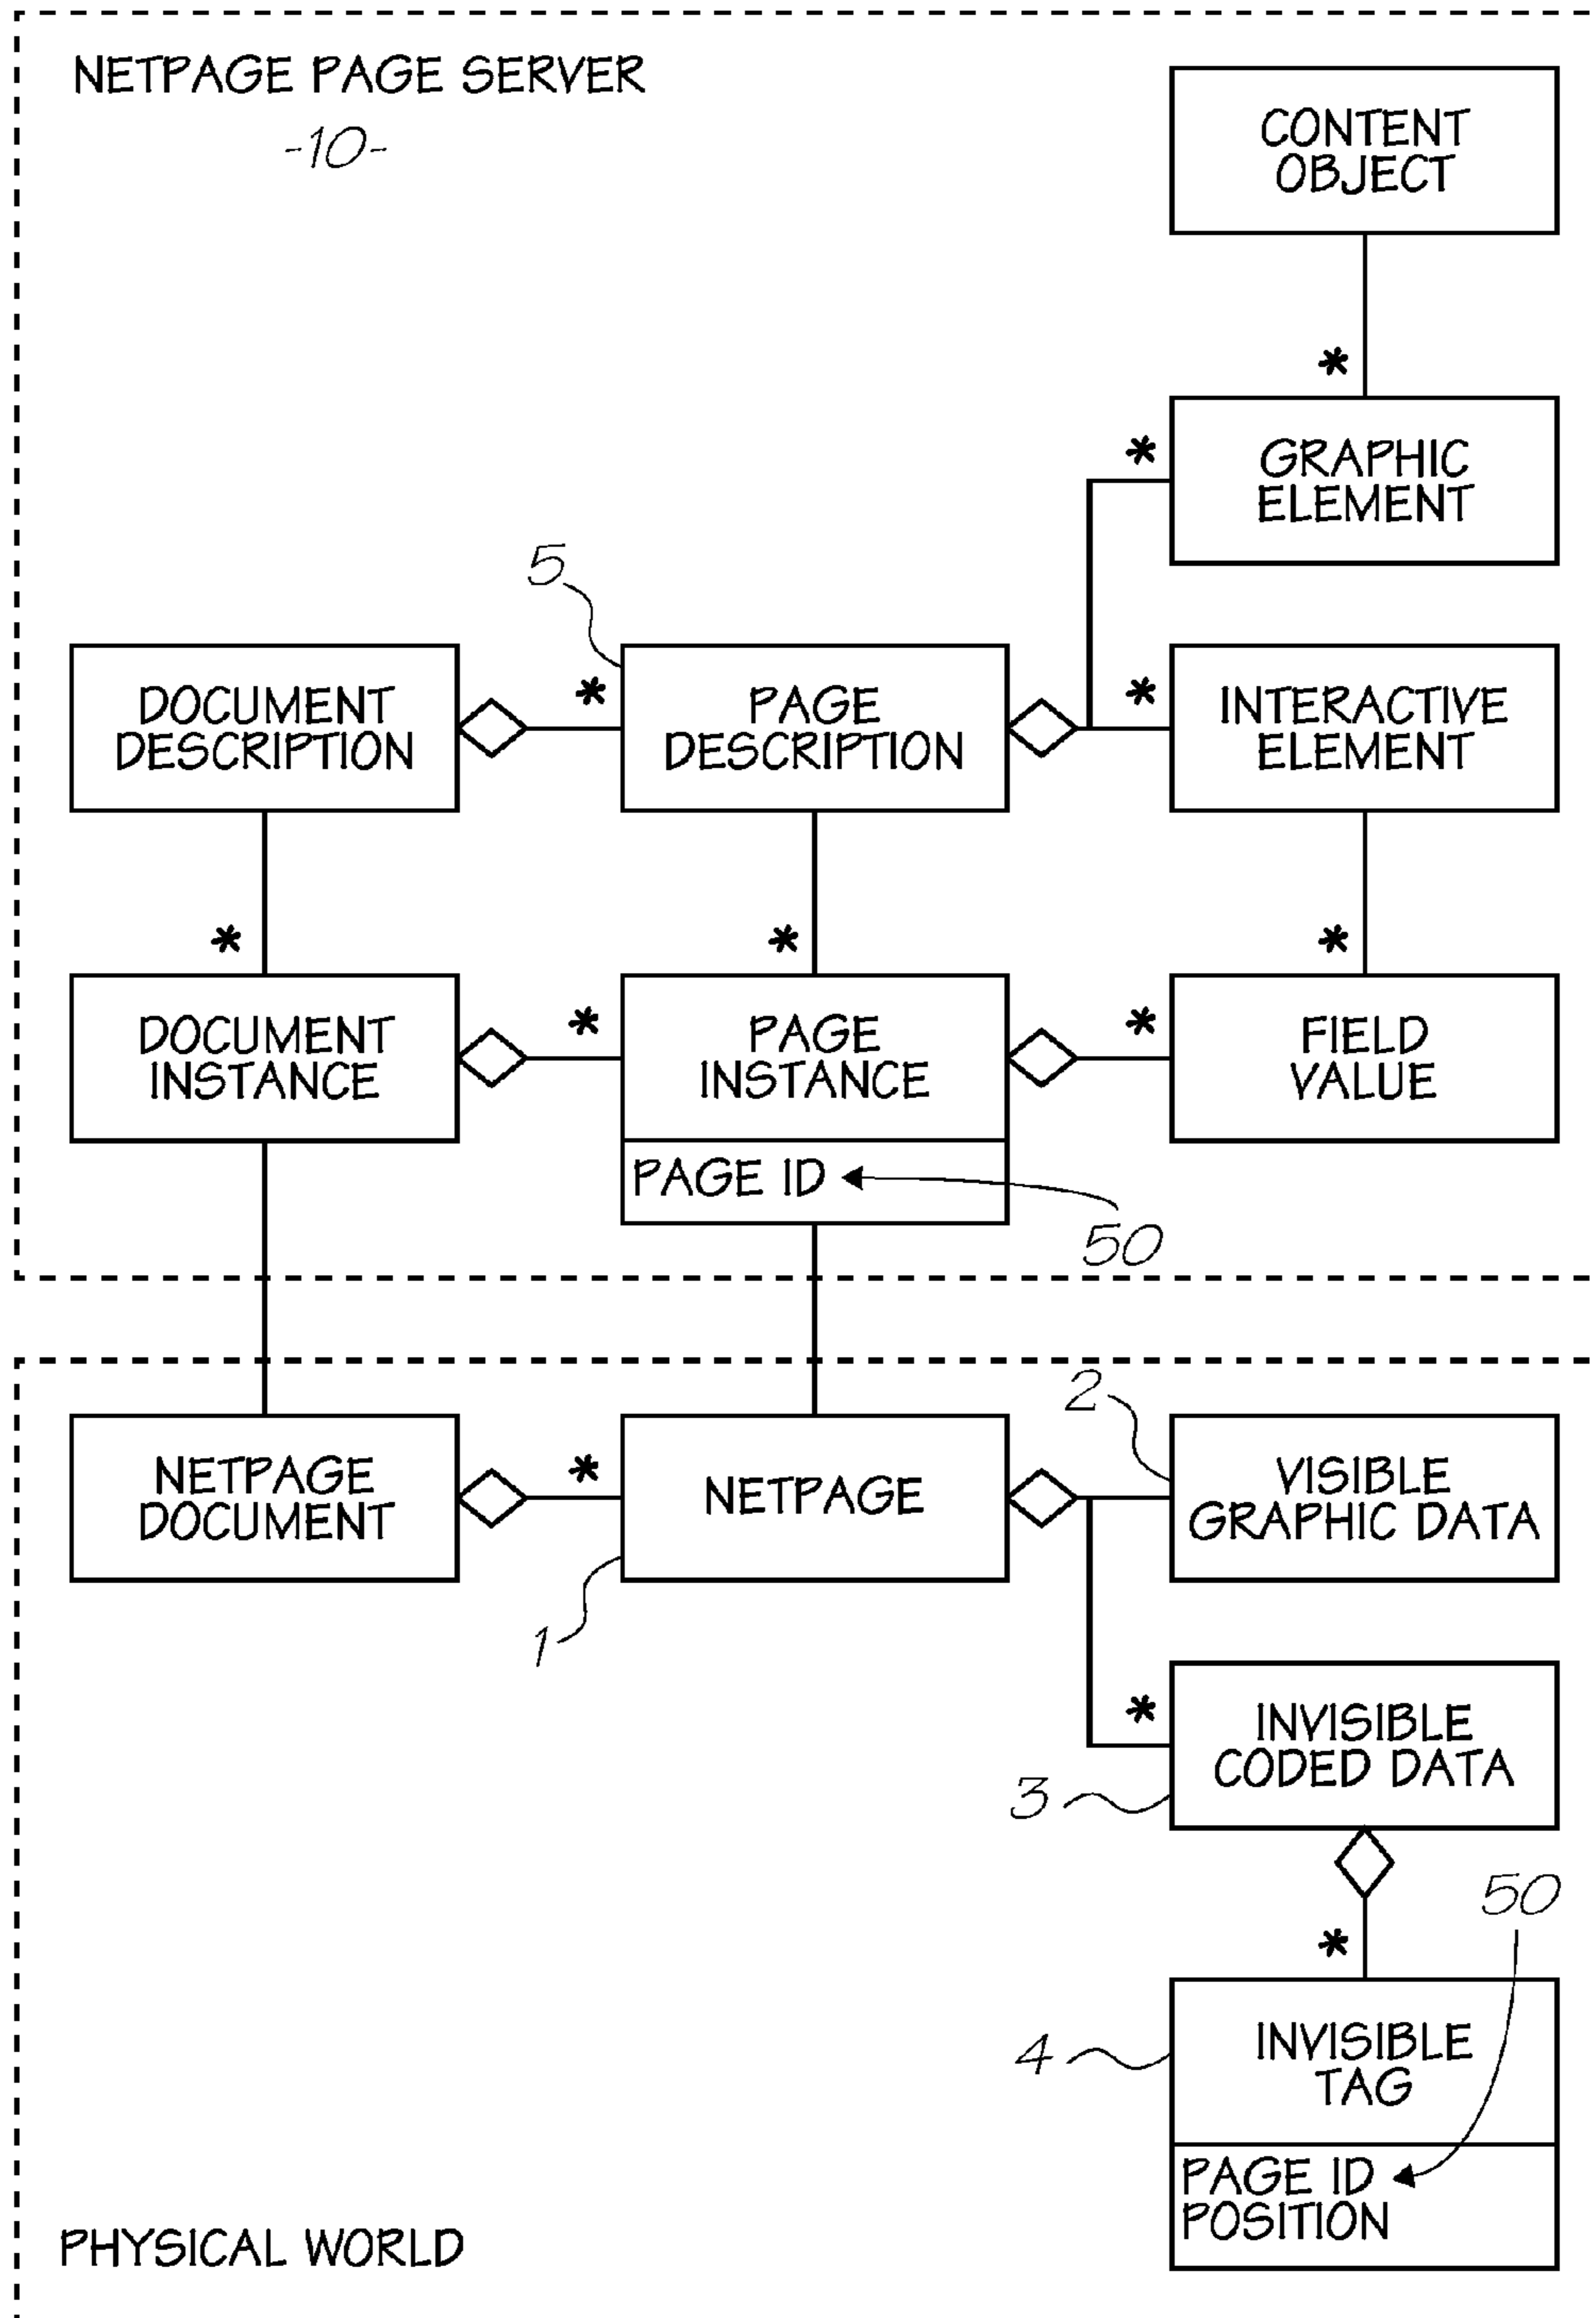 NETPAGE PAGE SERVER
-10-
CONTENT
OBJECT
*
*
GRAPHIC
ELEMENT
5
DOCUMENT
DESCRIPTION
*
PAGE
DESCRIPTION
*
INTERACTIVE
ELEMENT
*
*
*
DOCUMENT
INSTANCE
*
PAGE
INSTANCE
*
FIELD
VALUE
PAGE ID
50
2
NETPAGE
DOCUMENT
*
NETPAGE
VISIBLE
GRAPHIC DATA
1
*
INVISIBLE
CODED DATA
3
50
*
4
INVISIBLE
TAG
PAGE ID
POSITION
PHYSICAL WORLD